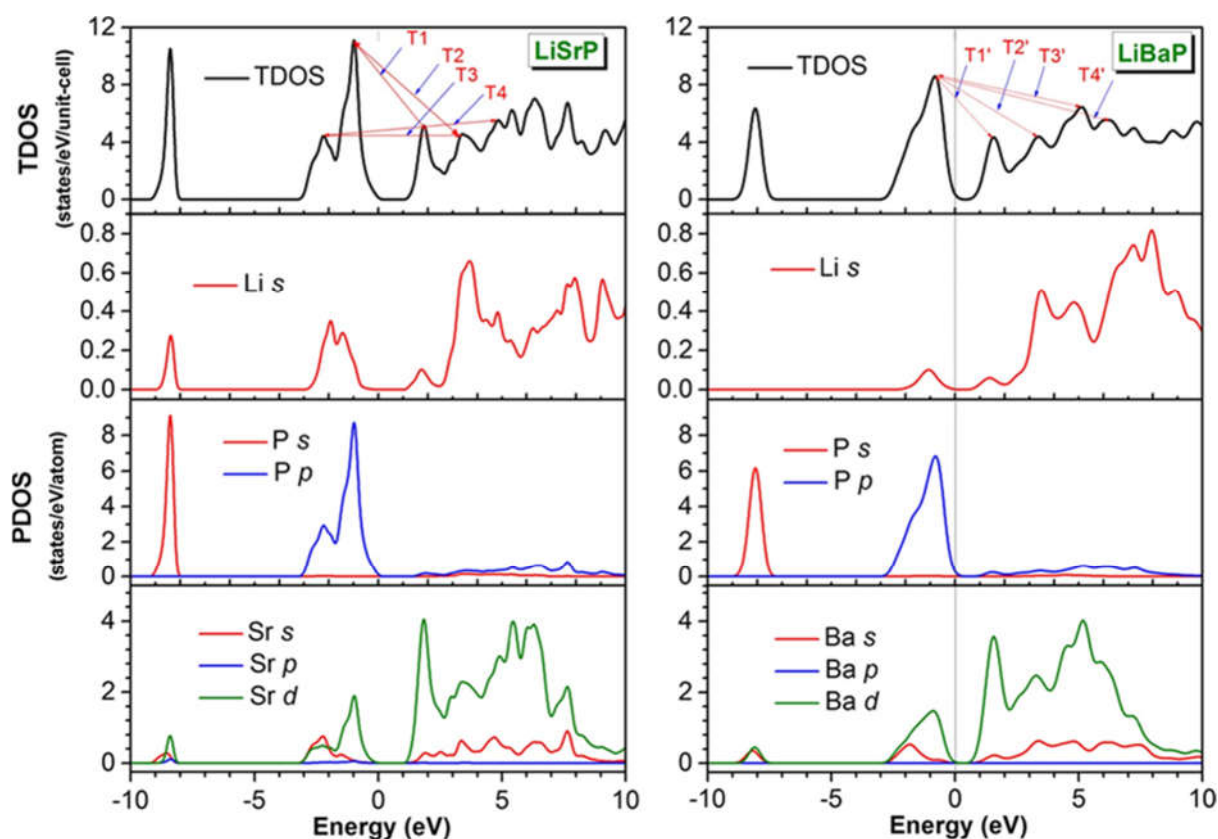 TDOS
(states/eV/unit-cell)
12
8
4
0
TDOS
T1
T2
T3
T4
LiSrP
12
8
4
0
TDOS
T1'
T2'
T3'
T4'
LiBaP
0.8
0.6
0.4
0.2
0.0
Li s
0.8
0.6
0.4
0.2
0.0
Li s
PDOS
(states/eV/atom)
8
6
4
2
0
P s
P p
8
6
4
2
0
P s
P p
4
2
0
Sr s
Sr p
Sr d
4
2
0
Ba s
Ba p
Ba d
-10 -5 0 5 10
-10 -5 0 5 10
Energy (eV)
Energy (eV)